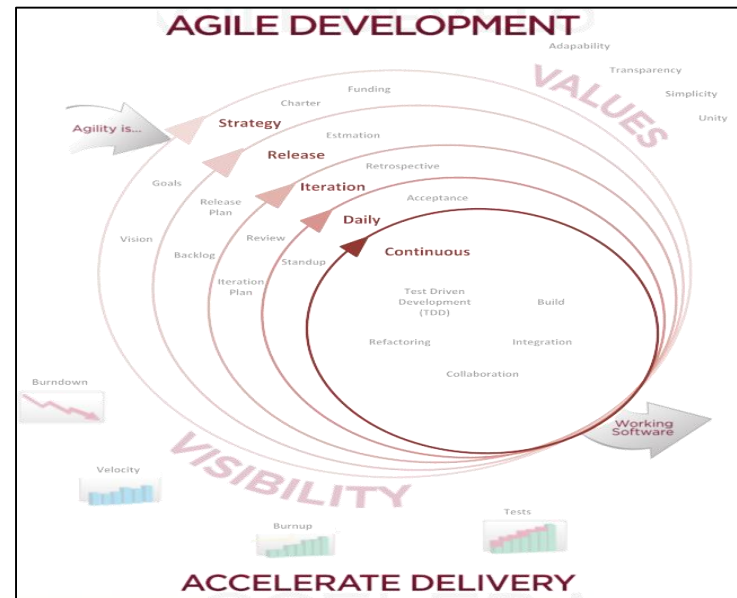 AGILE DEVELOPMENT
Adapability
Transparency
Simplicity
Unity
VALUES
Funding
Charter
Agility is...
Strategy
Estmation
Release
Retrospective
Goals
Iteration
Acceptance
Release
Plan
Daily
Vision
Review
Continuous
Backlog
Standup
Iteration
Plan
Test Driven
Development
(TDD)
Build
Refactoring
Integration
Collaboration
Burndown
Working
Software
VISIBILITY
Velocity
Burnup
Tests
ACCELERATE DELIVERY